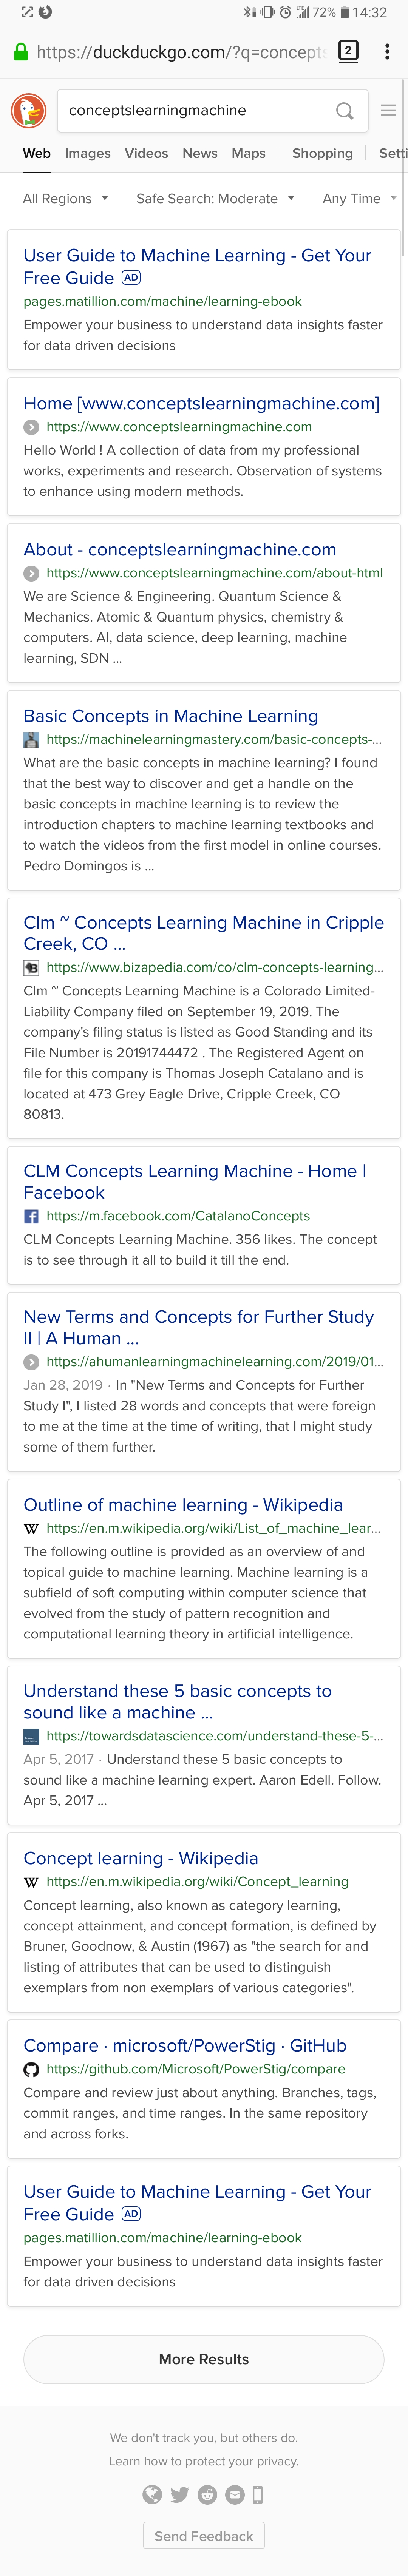 72% 14:32
https://duckduckgo.com/?q=concepts 2
conceptslearningmachine
Web Images Videos News Maps Shopping Setti
All Regions Safe Search: Moderate Any Time
User Guide to Machine Learning - Get Your
Free Guide AD
pages.matillion.com/machine/learning-ebook
Empower your business to understand data insights faster
for data driven decisions
Home [www.conceptslearningmachine.com]
https://www.conceptslearningmachine.com
Hello World ! A collection of data from my professional
works, experiments and research. Observation of systems
to enhance using modern methods.
About - conceptslearningmachine.com
https://www.conceptslearningmachine.com/about-html
We are Science & Engineering. Quantum Science &
Mechanics. Atomic & Quantum physics, chemistry &
computers. AI, data science, deep learning, machine
learning, SDN ...
Basic Concepts in Machine Learning
https://machinelearningmastery.com/basic-concepts-...
What are the basic concepts in machine learning? I found
that the best way to discover and get a handle on the
basic concepts in machine learning is to review the
introduction chapters to machine learning textbooks and
to watch the videos from the first model in online courses.
Pedro Domingos is ...
Clm ~ Concepts Learning Machine in Cripple
Creek, CO ...
https://www.bizapedia.com/co/clm-concepts-learning...
Clm ~ Concepts Learning Machine is a Colorado Limited-
Liability Company filed on September 19, 2019. The
company's filing status is listed as Good Standing and its
File Number is 20191744472 . The Registered Agent on
file for this company is Thomas Joseph Catalano and is
located at 473 Grey Eagle Drive, Cripple Creek, CO
80813.
CLM Concepts Learning Machine - Home |
Facebook
https://m.facebook.com/CatalanoConcepts
CLM Concepts Learning Machine. 356 likes. The concept
is to see through it all to build it till the end.
New Terms and Concepts for Further Study
II | A Human ...
https://ahumanlearningmachinelearning.com/2019/01...
Jan 28, 2019 · In "New Terms and Concepts for Further
Study I", I listed 28 words and concepts that were foreign
to me at the time at the time of writing, that I might study
some of them further.
Outline of machine learning - Wikipedia
W https://en.m.wikipedia.org/wiki/List_of_machine_lear...
The following outline is provided as an overview of and
topical guide to machine learning. Machine learning is a
subfield of soft computing within computer science that
evolved from the study of pattern recognition and
computational learning theory in artificial intelligence.
Understand these 5 basic concepts to
sound like a machine ...
https://towardsdatascience.com/understand-these-5-...
Apr 5, 2017 · Understand these 5 basic concepts to
sound like a machine learning expert. Aaron Edell. Follow.
Apr 5, 2017 ...
Concept learning - Wikipedia
W https://en.m.wikipedia.org/wiki/Concept_learning
Concept learning, also known as category learning,
concept attainment, and concept formation, is defined by
Bruner, Goodnow, & Austin (1967) as "the search for and
listing of attributes that can be used to distinguish
exemplars from non exemplars of various categories".
Compare · microsoft/PowerStig · GitHub
https://github.com/Microsoft/PowerStig/compare
Compare and review just about anything. Branches, tags,
commit ranges, and time ranges. In the same repository
and across forks.
User Guide to Machine Learning - Get Your
Free Guide AD
pages.matillion.com/machine/learning-ebook
Empower your business to understand data insights faster
for data driven decisions
More Results
We don't track you, but others do.
Learn how to protect your privacy.
Send Feedback